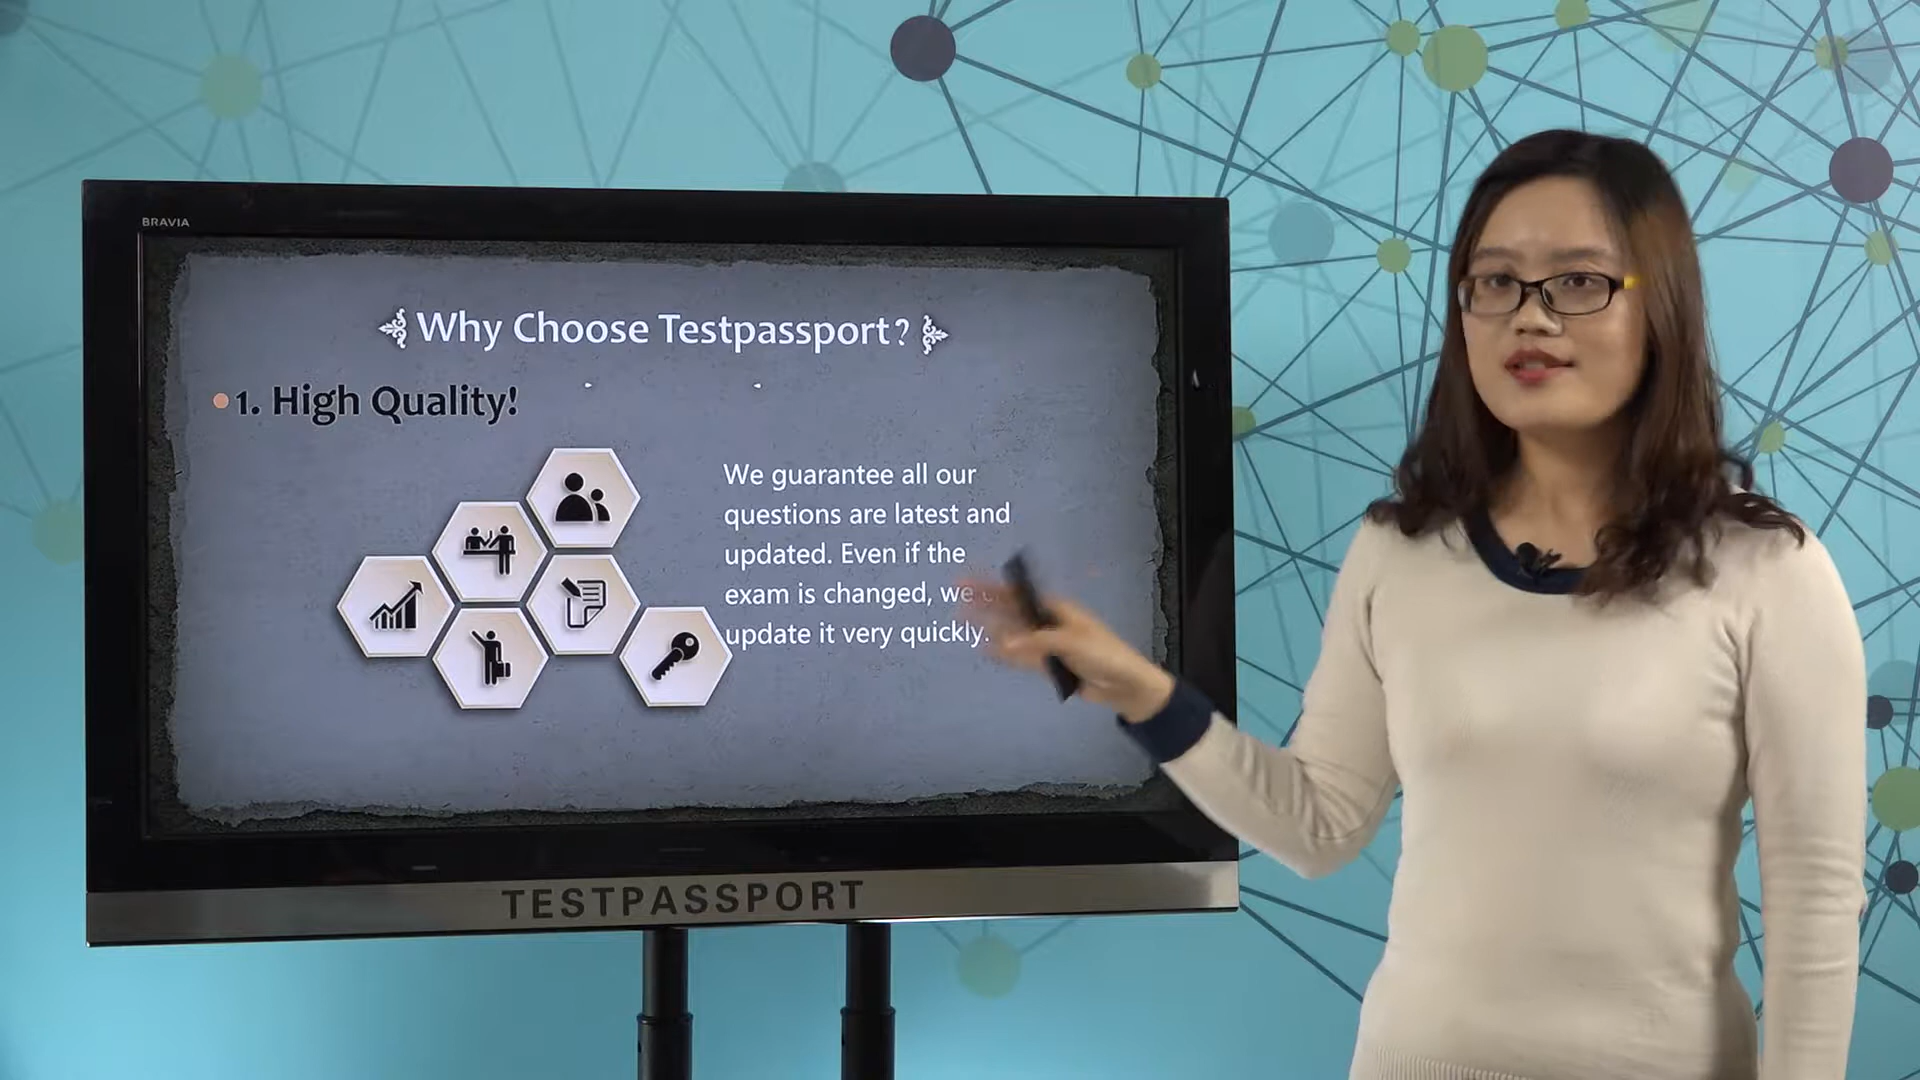 BRAVIA
Why Choose Testpassport?
1. High Quality!
We guarantee all our
questions are latest and
updated. Even if the
exam is changed, we
update it very quickly.
TESTPASSPORT